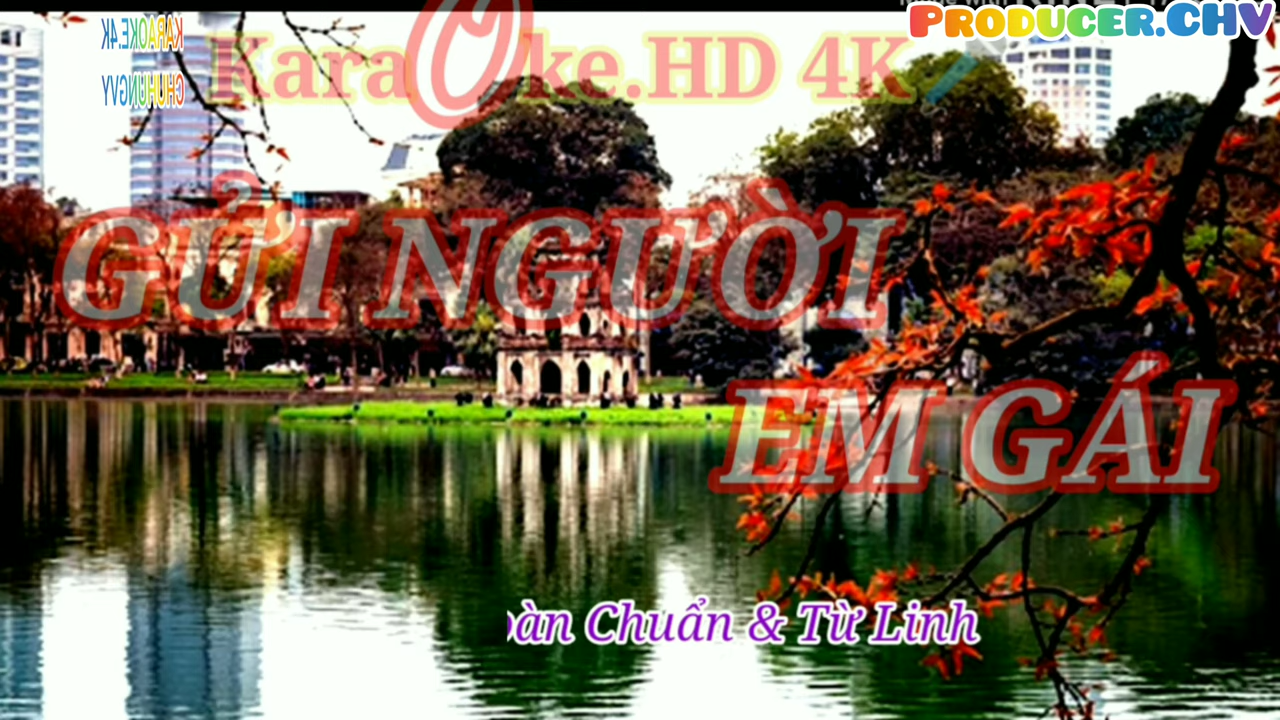 PRODUCER.CHV
KARAOKE.4K
CHUHUNGVY
KaraOke.HD 4K
GỬI NGƯỜI
EM GÁI
oàn Chuẩn & Từ Linh